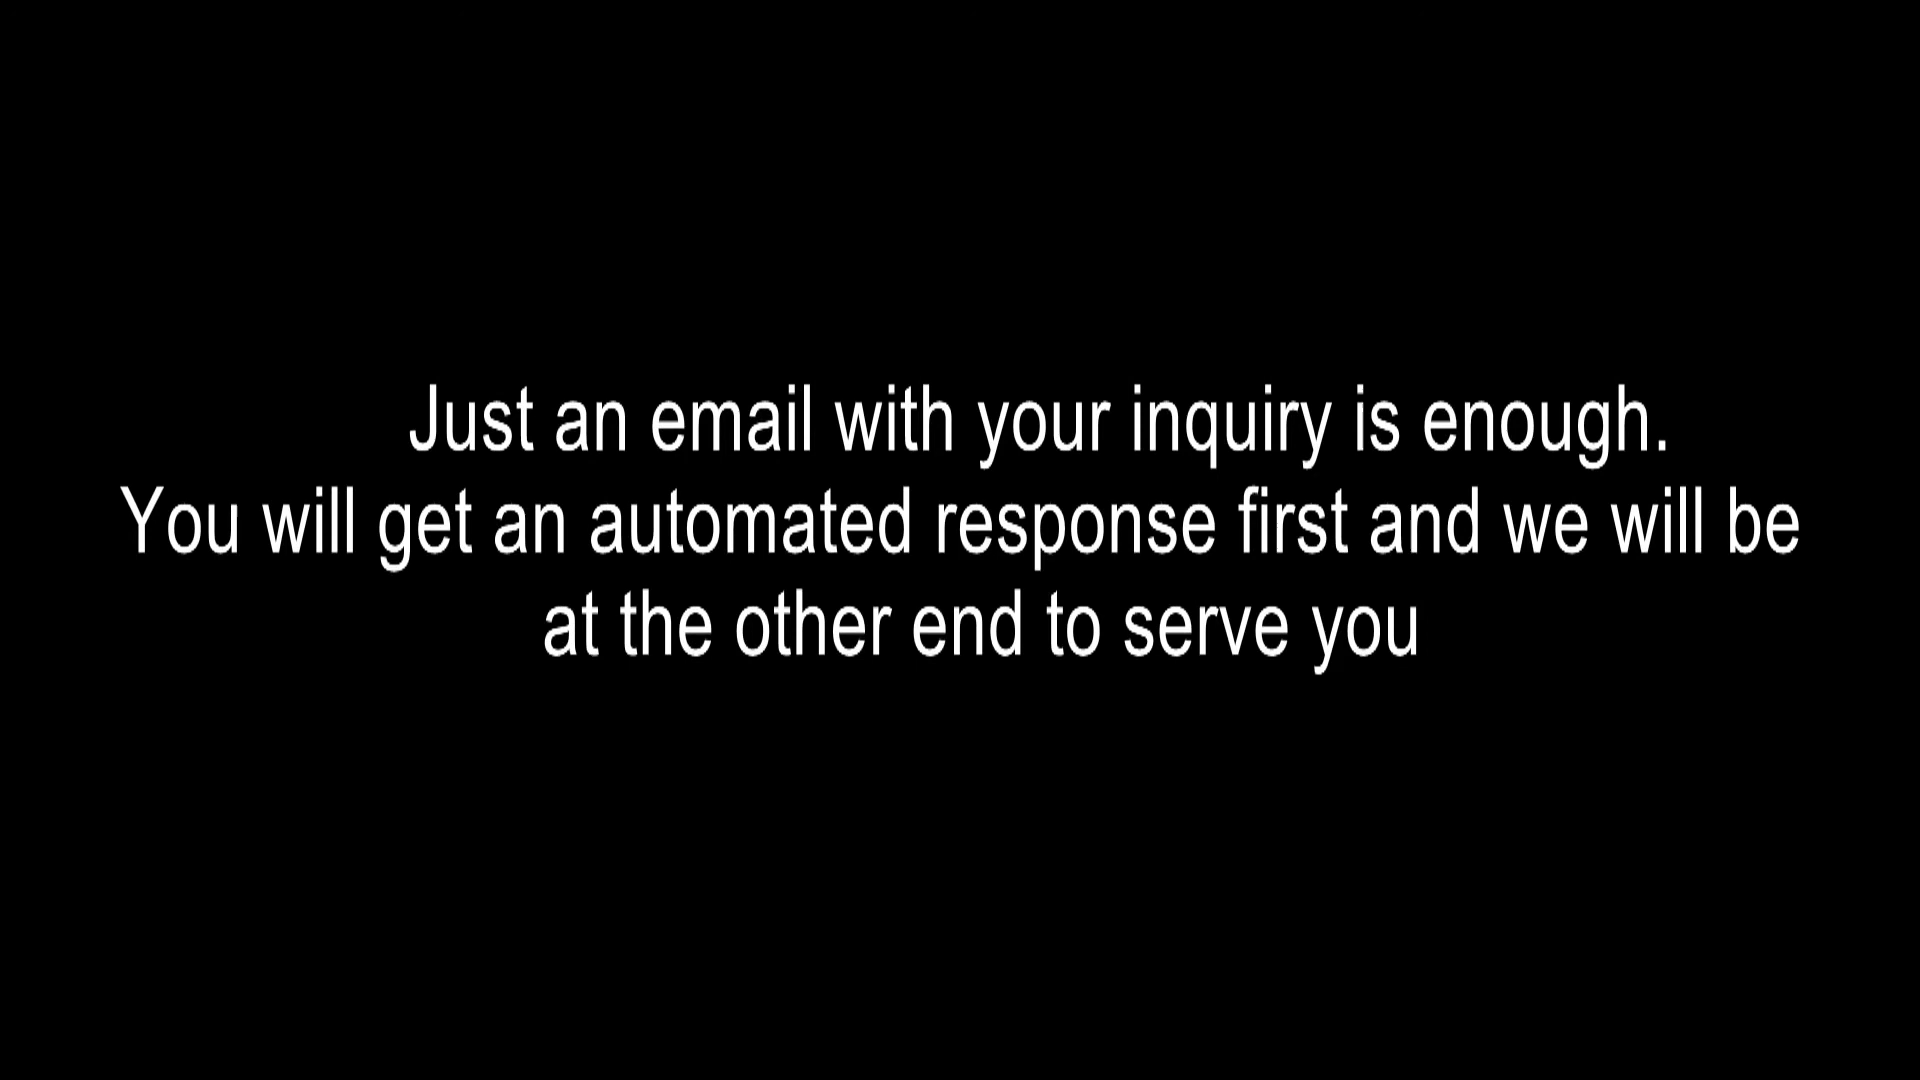 Just an email with your inquiry is enough.
You will get an automated response first and we will be
at the other end to serve you